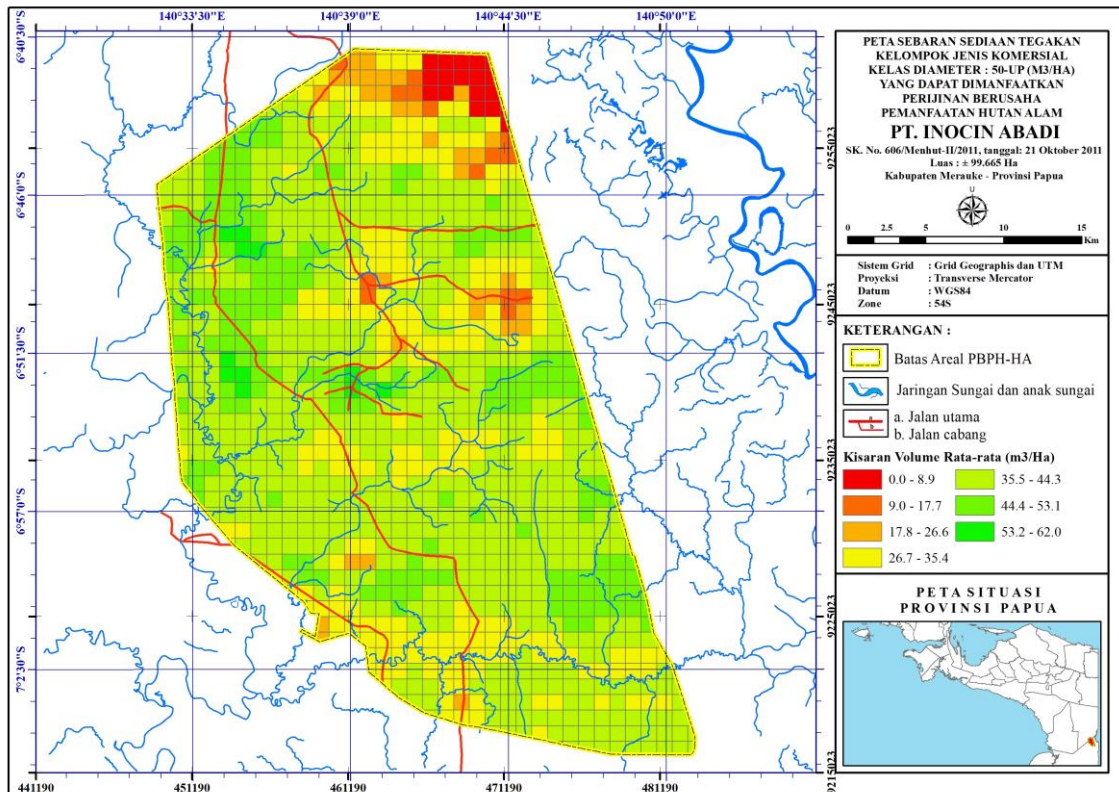 140°33'30"E 140°39'0"E 140°44'30"E 140°50'0"E
6°40'30"S
6°46'0"S
6°51'30"S
6°57'0"S
7°2'30"S
9255023
9245023
9235023
9225023
9215023
441190 451190 461190 471190 481190
PETA SEBARAN SEDIAAN TEGAKAN
KELOMPOK JENIS KOMERSIAL
KELAS DIAMETER : 50-UP (M3/HA)
YANG DAPAT DIMANFAATKAN
PERIJINAN BERUSAHA
PEMANFAATAN HUTAN ALAM
PT. INOCIN ABADI
SK. No. 606/Menhut-II/2011, tanggal: 21 Oktober 2011
Luas : ± 99.665 Ha
Kabupaten Merauke - Provinsi Papua
U
0 2.5 5 10 15
Km
Sistem Grid : Grid Geographis dan UTM
Proyeksi : Transverse Mercator
Datum : WGS84
Zone : 54S
KETERANGAN :
Batas Areal PBPH-HA
Jaringan Sungai dan anak sungai
a
b
a. Jalan utama
b. Jalan cabang
Kisaran Volume Rata-rata (m3/Ha)
0.0 - 8.9
9.0 - 17.7
17.8 - 26.6
26.7 - 35.4
35.5 - 44.3
44.4 - 53.1
53.2 - 62.0
PETA SITUASI
PROVINSI PAPUA